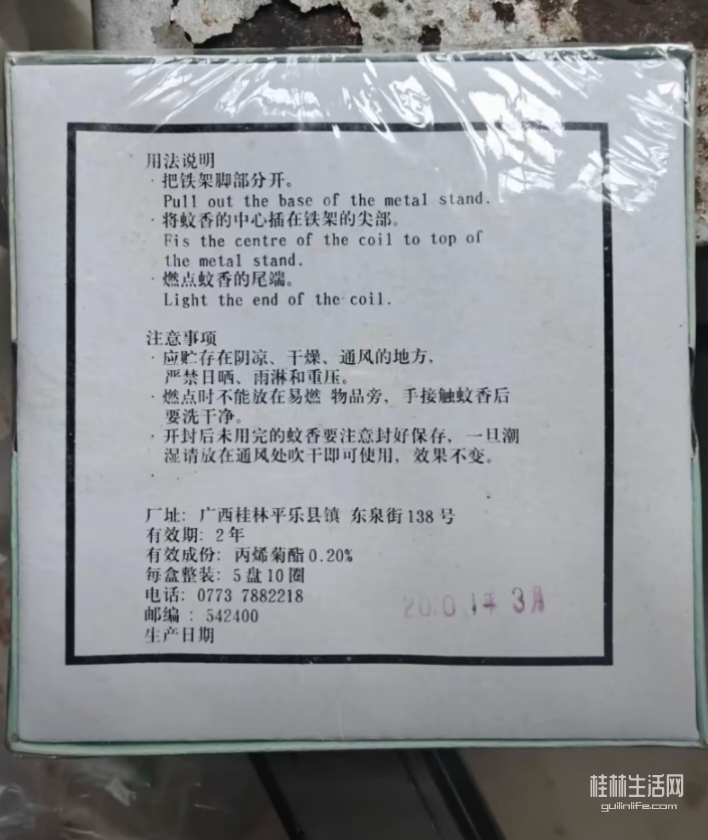 用法说明
·把铁架脚部分开。
Pull out the base of the metal stand.
·将蚊香的中心插在铁架的尖部。
Fis the centre of the coil to top of
the metal stand.
·燃点蚊香的尾端。
Light the end of the coil.
注意事项
·应贮存在阴凉、干燥、通风的地方，
严禁日晒、雨淋和重压。
·燃点时不能放在易燃 物品旁，手接触蚊香后
要洗干净。
·开封后未用完的蚊香要注意封好保存，一旦潮
湿请放在通风处吹干即可使用，效果不变。
厂址：广西桂林平乐县镇 东泉街138号
有效期：2年
有效成份：丙烯菊酯0.20%
每盒整装：5盘10圈
电话：0773 7882218
邮编 ：542400
生产日期
2001年 3月
桂林生活网
guilinlife.com